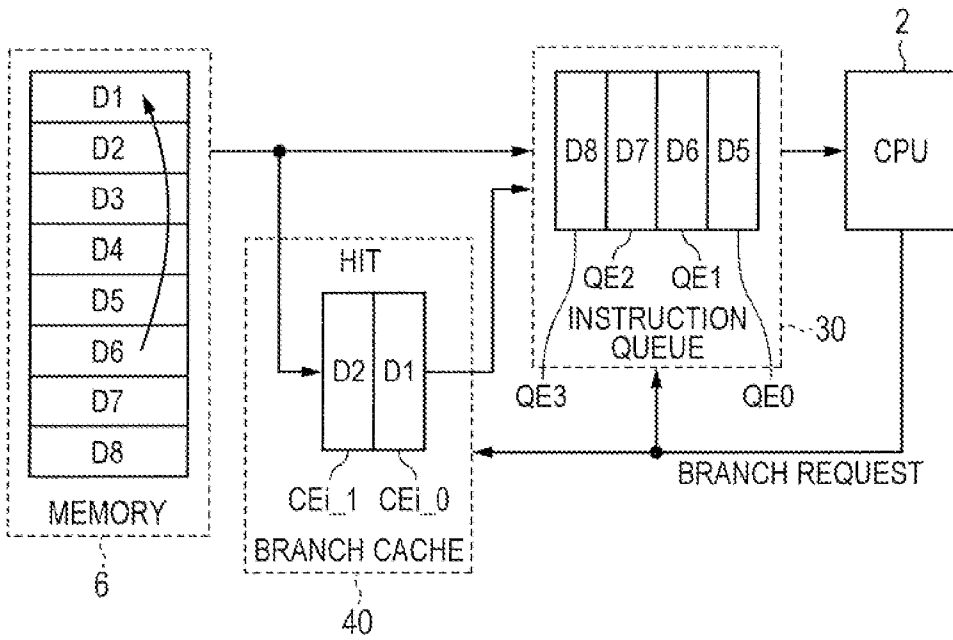 2
D1
D2
D3
D4
D5
D6
D7
D8
MEMORY
6
HIT
D2 D1
CEi_1 CEi_0
BRANCH CACHE
40
D8 D7 D6 D5
QE2 QE1
INSTRUCTION
QUEUE
30
QE3 QE0
CPU
BRANCH REQUEST